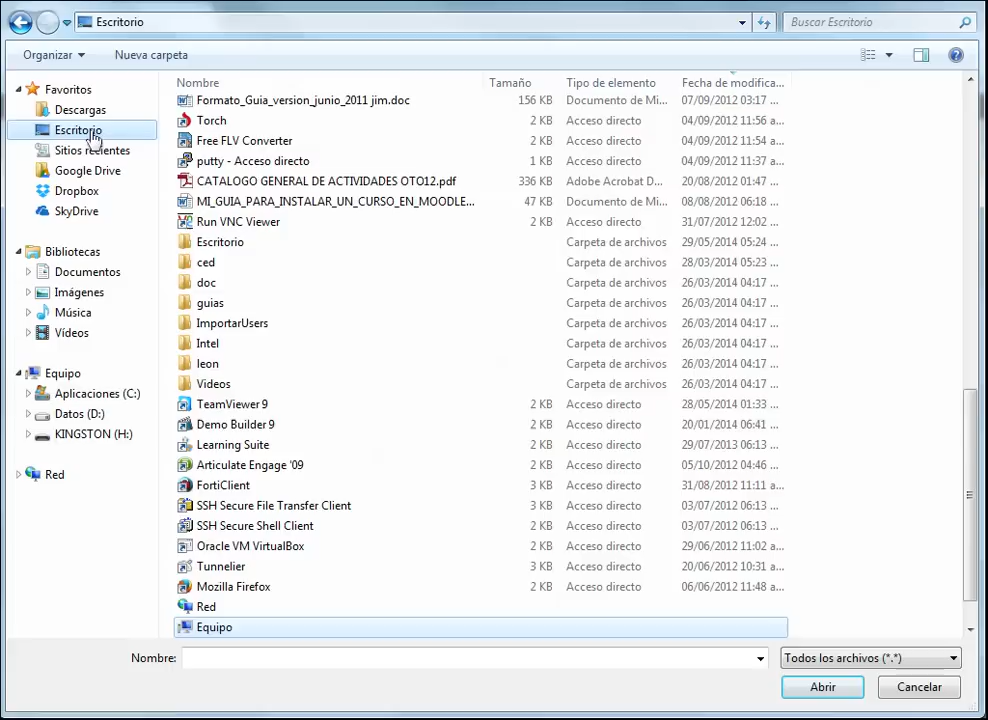 Escritorio
Buscar Escritorio
Organizar Nueva carpeta
Favoritos
Descargas
Escritorio
Sitios recientes
Google Drive
Dropbox
SkyDrive
Bibliotecas
Documentos
Imágenes
Música
Vídeos
Equipo
Aplicaciones (C:)
Datos (D:)
KINGSTON (H:)
Red
Nombre Tamaño Tipo de elemento Fecha de modifica...
Formato_Guia_version_junio_2011 jim.doc 156 KB Documento de Mi... 07/09/2012 03:17 ...
Torch 2 KB Acceso directo 04/09/2012 11:56 a...
Free FLV Converter 2 KB Acceso directo 04/09/2012 11:54 a...
putty - Acceso directo 1 KB Acceso directo 04/09/2012 11:37 a...
CATALOGO GENERAL DE ACTIVIDADES OTO12.pdf 336 KB Adobe Acrobat D... 20/08/2012 01:47 ...
MI_GUIA_PARA_INSTALAR_UN_CURSO_EN_MOODLE... 47 KB Documento de Mi... 08/08/2012 06:18 ...
Run VNC Viewer 2 KB Acceso directo 31/07/2012 12:02 ...
Escritorio Carpeta de archivos 29/05/2014 05:24 ...
ced Carpeta de archivos 28/03/2014 05:23 ...
doc Carpeta de archivos 26/03/2014 04:17 ...
guias Carpeta de archivos 26/03/2014 04:17 ...
ImportarUsers Carpeta de archivos 26/03/2014 04:17 ...
Intel Carpeta de archivos 26/03/2014 04:17 ...
leon Carpeta de archivos 26/03/2014 04:17 ...
Videos Carpeta de archivos 26/03/2014 04:17 ...
TeamViewer 9 2 KB Acceso directo 28/05/2014 01:33 ...
Demo Builder 9 2 KB Acceso directo 20/01/2014 06:41 ...
Learning Suite 2 KB Acceso directo 29/07/2013 06:13 ...
Articulate Engage '09 2 KB Acceso directo 05/10/2012 04:46 ...
FortiClient 3 KB Acceso directo 31/08/2012 11:11 a...
SSH Secure File Transfer Client 3 KB Acceso directo 03/07/2012 06:13 ...
SSH Secure Shell Client 2 KB Acceso directo 03/07/2012 06:13 ...
Oracle VM VirtualBox 2 KB Acceso directo 29/06/2012 11:02 a...
Tunnelier 3 KB Acceso directo 20/06/2012 10:31 a...
Mozilla Firefox 2 KB Acceso directo 06/06/2012 11:48 a...
Red
Equipo
Nombre: Todos los archivos (*.*)
Abrir Cancelar